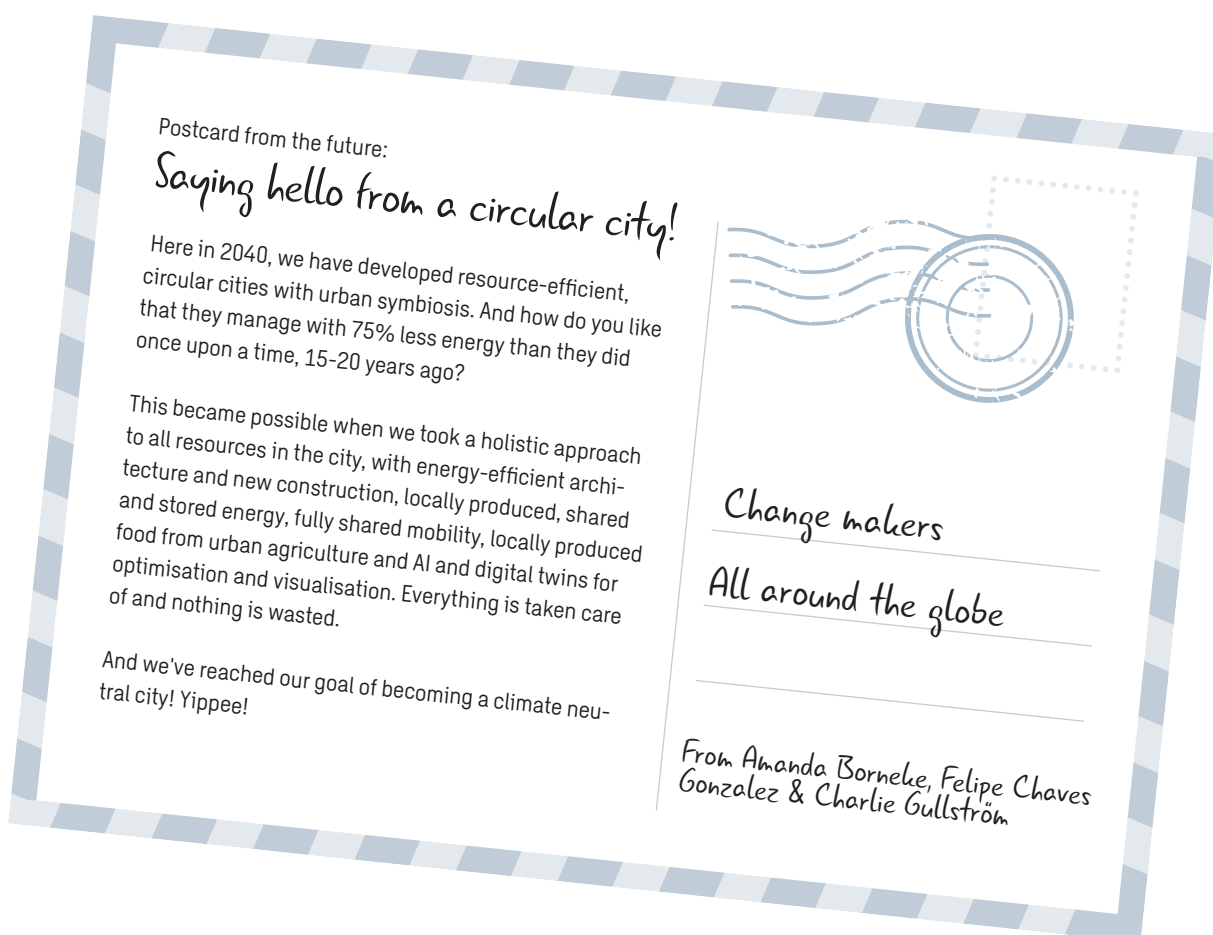 Postcard from the future:
Saying hello from a circular city!
Here in 2040, we have developed resource-efficient,
circular cities with urban symbiosis. And how do you like
that they manage with 75% less energy than they did
once upon a time, 15-20 years ago?
This became possible when we took a holistic approach
to all resources in the city, with energy-efficient archi-
tecture and new construction, locally produced, shared
and stored energy, fully shared mobility, locally produced
food from urban agriculture and AI and digital twins for
optimisation and visualisation. Everything is taken care
of and nothing is wasted.
And we've reached our goal of becoming a climate neu-
tral city! Yippee!
Change makers
All around the globe
From Amanda Borneke, Felipe Chaves
Gonzalez & Charlie Gullström